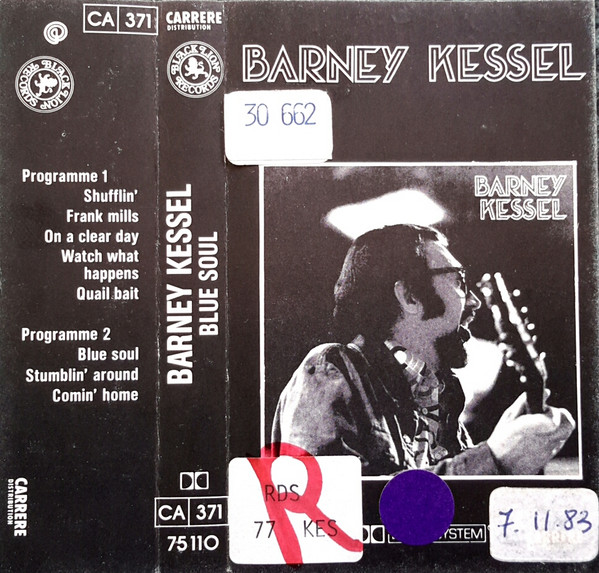 CA 371
BLACK LION RECORDS
Programme 1
Shufflin'
Frank mills
On a clear day
Watch what
happens
Quail bait
Programme 2
Blue soul
Stumblin' around
Comin' home
CARRERE
DISTRIBUTION
CARRERE
DISTRIBUTION
BLACK LION RECORDS
BARNEY KESSEL
BLUE SOUL
CA 371
75110
BARNEY KESSEL
30 662
BARNEY
KESSEL
R
RDS
77 KES
SYSTEM
7. 11. 83